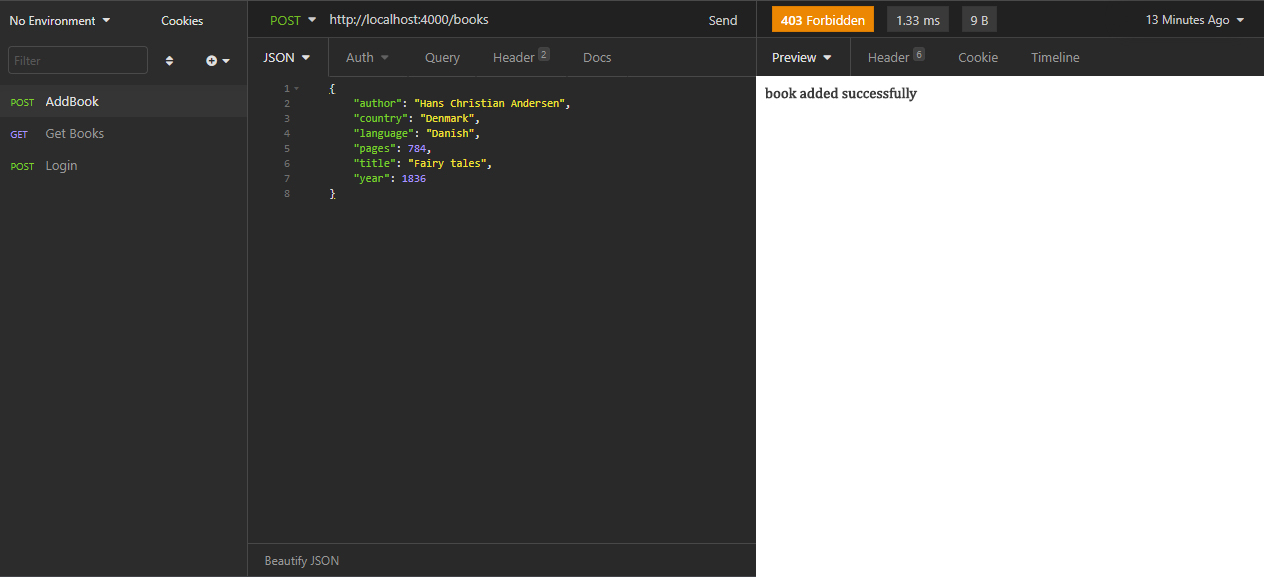 No Environment
Cookies
POST
http://localhost:4000/books
Send
403 Forbidden
1.33 ms
9 B
13 Minutes Ago
Filter
JSON
Auth
Query
Header 2
Docs
Preview
Header 6
Cookie
Timeline
POST AddBook
GET Get Books
POST Login
1 {
2 "author": "Hans Christian Andersen",
3 "country": "Denmark",
4 "language": "Danish",
5 "pages": 784,
6 "title": "Fairy tales",
7 "year": 1836
8 }
book added successfully
Beautify JSON